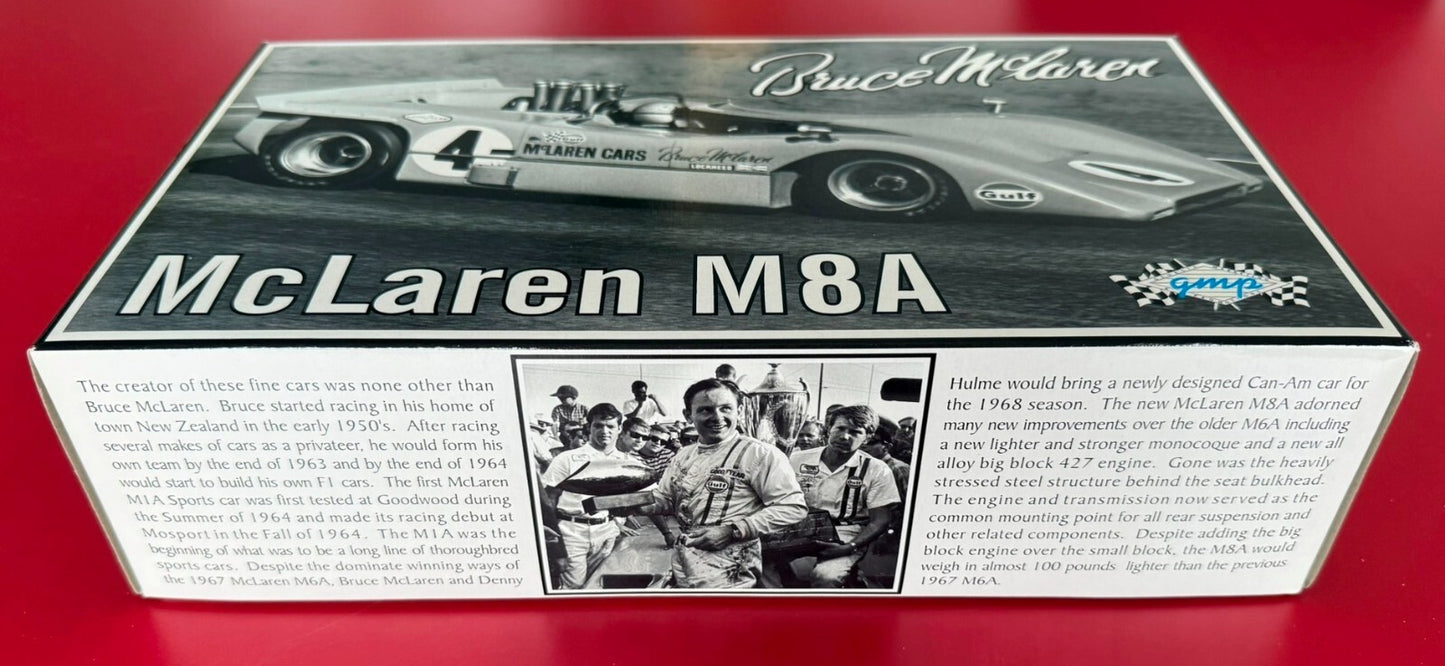 Bruce McLaren
4
McLAREN CARS Bruce McLaren
LOCKHEED
Gulf
McLaren M8A
gmp
The creator of these fine cars was none other than
Bruce McLaren. Bruce started racing in his home of
town New Zealand in the early 1950's. After racing
several makes of cars as a privateer, he would form his
own team by the end of 1963 and by the end of 1964
would start to build his own F1 cars. The first McLaren
M1A Sports car was first tested at Goodwood during
the Summer of 1964 and made its racing debut at
Mosport in the Fall of 1964. The M1A was the
beginning of what was to be a long line of thoroughbred
sports cars. Despite the dominate winning ways of
the 1967 McLaren M6A, Bruce McLaren and Denny
GOODYEAR
Gulf
Hulme would bring a newly designed Can-Am car for
the 1968 season. The new McLaren M8A adorned
many new improvements over the older M6A including
a new lighter and stronger monocoque and a new all
alloy big block 427 engine. Gone was the heavily
stressed steel structure behind the seat bulkhead.
The engine and transmission now served as the
common mounting point for all rear suspension and
other related components. Despite adding the big
block engine over the small block, the M8A would
weigh in almost 100 pounds lighter than the previous
1967 M6A.